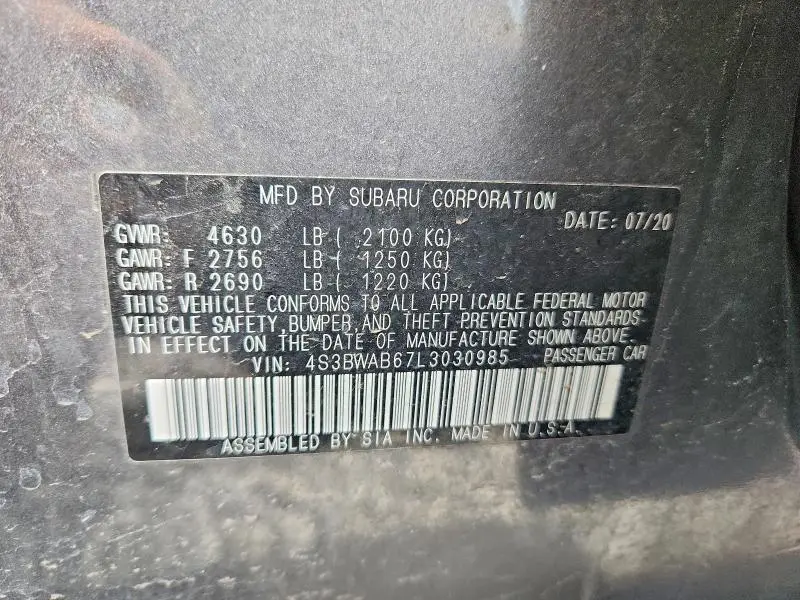 MFD BY SUBARU CORPORATION
DATE: 07/20
GVWR: 4630 LB ( 2100 KG)
GAWR: F 2756 LB ( 1250 KG)
GAWR: R 2690 LB ( 1220 KG)
THIS VEHICLE CONFORMS TO ALL APPLICABLE FEDERAL MOTOR
VEHICLE SAFETY, BUMPER, AND THEFT PREVENTION STANDARDS
IN EFFECT ON THE DATE OF MANUFACTURE SHOWN ABOVE.
VIN: 4S3BWAB67L3030985 PASSENGER CAR
ASSEMBLED BY SIA INC. MADE IN U.S.A.